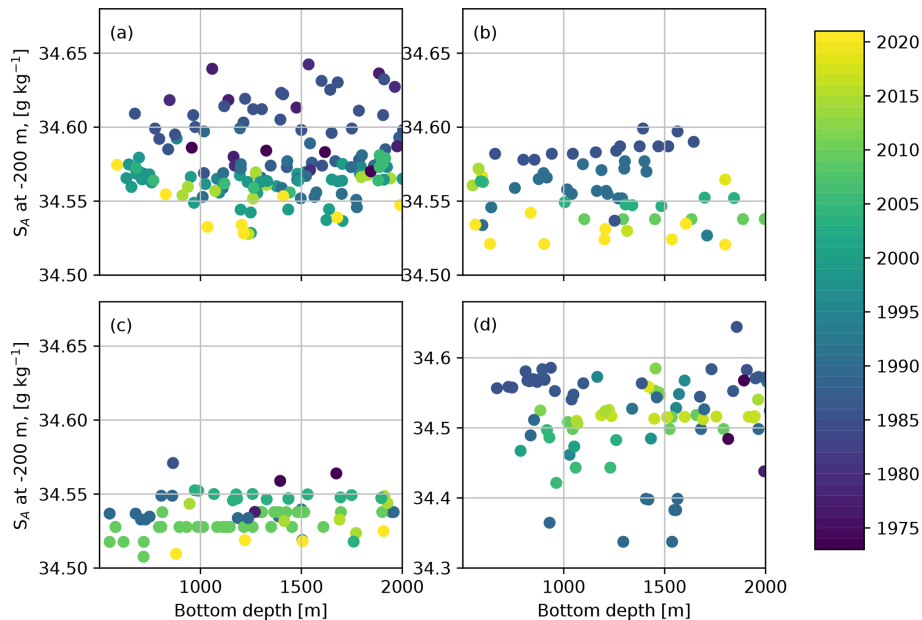 (a)
(b)
34.65
34.65
34.60
34.60
34.55
34.55
34.50
34.50
S_A at -200 m, [g kg⁻¹]
(c)
(d)
34.65
34.60
34.55
34.50
34.6
34.5
34.4
34.3
S_A at -200 m, [g kg⁻¹]
1000 1500 2000
1000 1500 2000
Bottom depth [m]
Bottom depth [m]
2020
2015
2010
2005
2000
1995
1990
1985
1980
1975